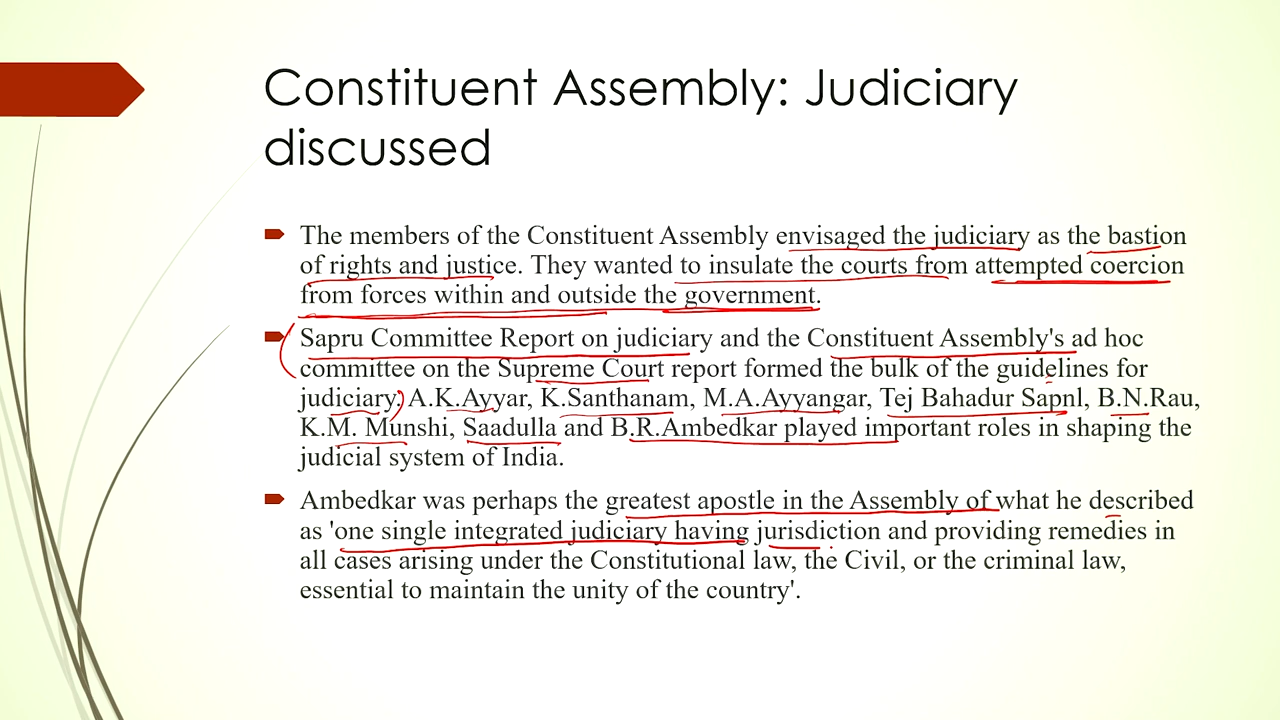 Constituent Assembly: Judiciary
discussed
The members of the Constituent Assembly envisaged the judiciary as the bastion
of rights and justice. They wanted to insulate the courts from attempted coercion
from forces within and outside the government.
Sapru Committee Report on judiciary and the Constituent Assembly's ad hoc
committee on the Supreme Court report formed the bulk of the guidelines for
judiciary. A.K.Ayyar, K.Santhanam, M.A.Ayyangar, Tej Bahadur Sapnl, B.N.Rau,
K.M. Munshi, Saadulla and B.R.Ambedkar played important roles in shaping the
judicial system of India.
Ambedkar was perhaps the greatest apostle in the Assembly of what he described
as 'one single integrated judiciary having jurisdiction and providing remedies in
all cases arising under the Constitutional law, the Civil, or the criminal law,
essential to maintain the unity of the country'.